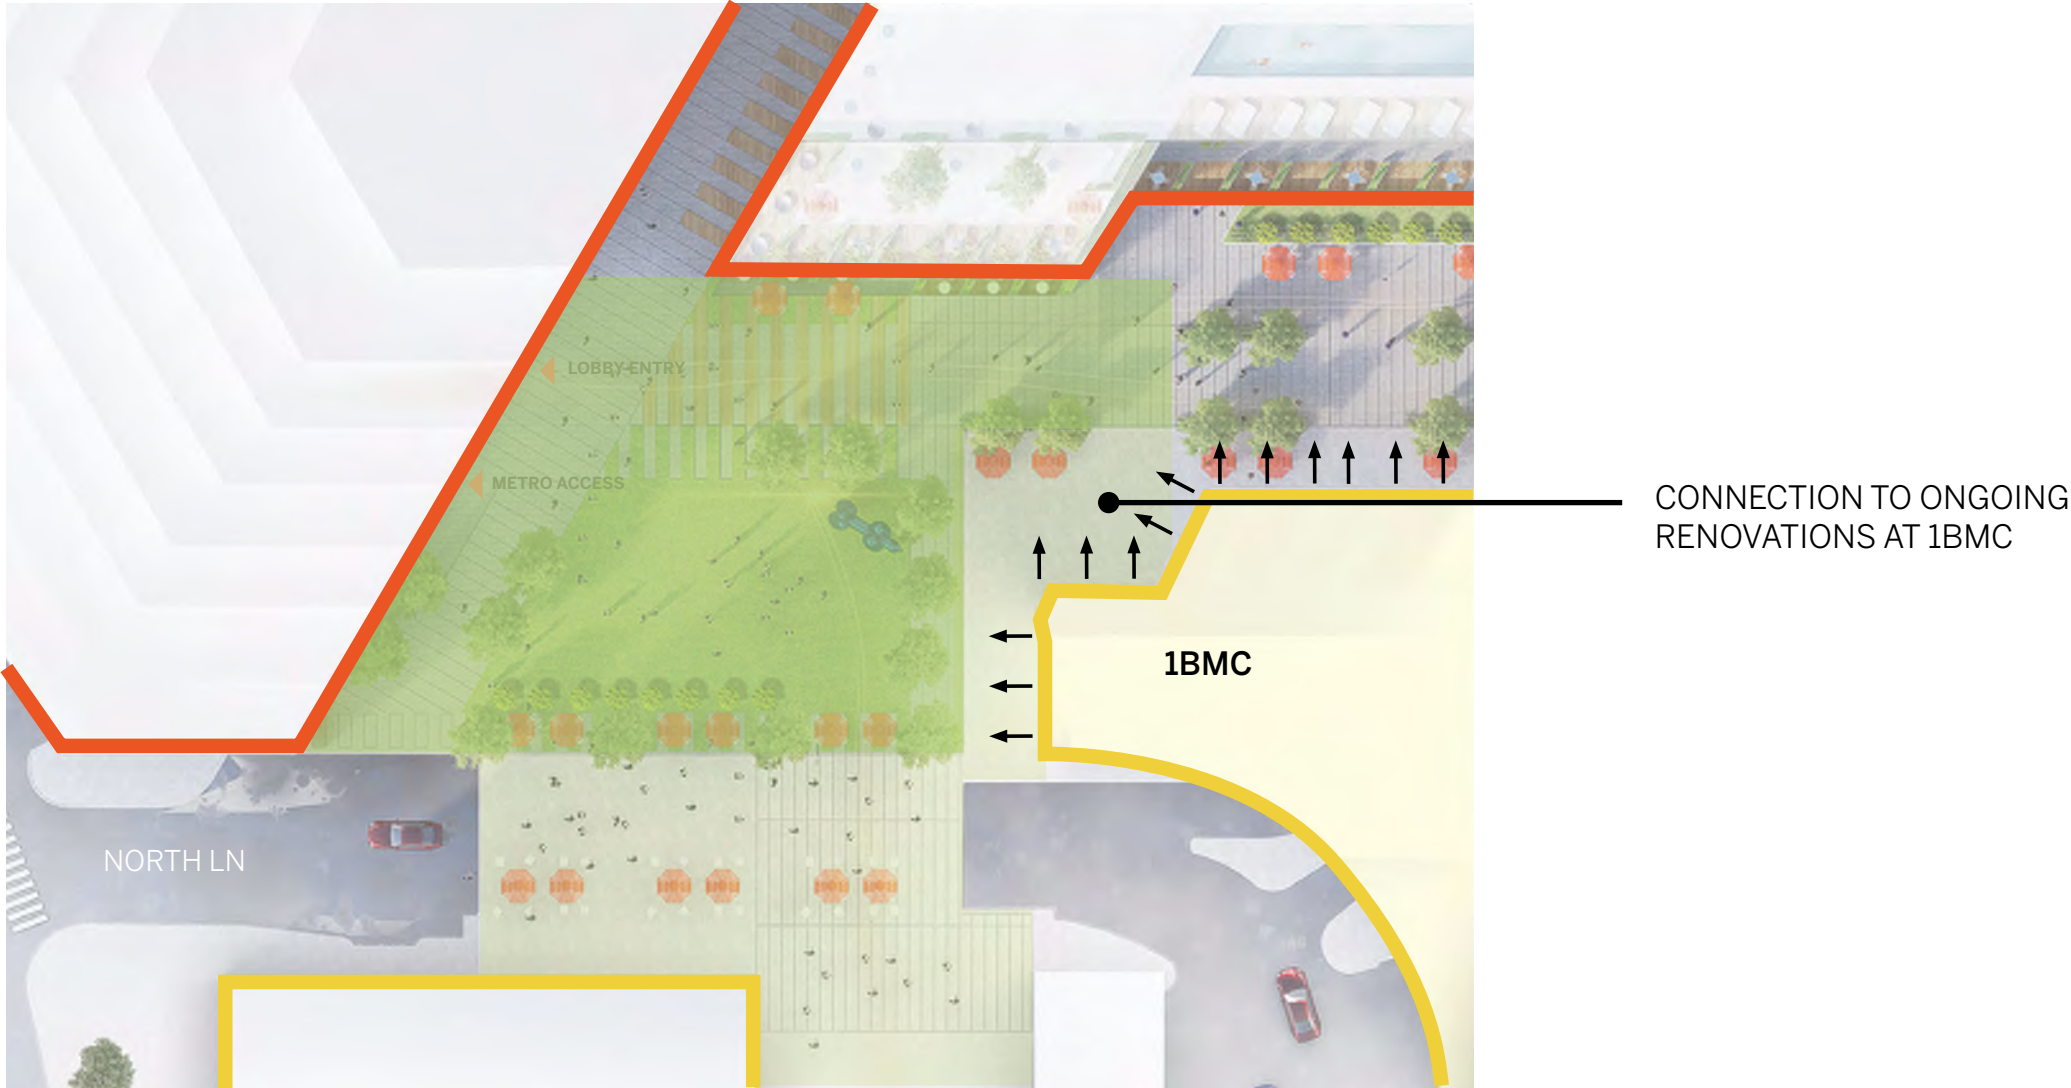 LOBBY ENTRY
METRO ACCESS
CONNECTION TO ONGOING
RENOVATIONS AT 1BMC
1BMC
NORTH LN